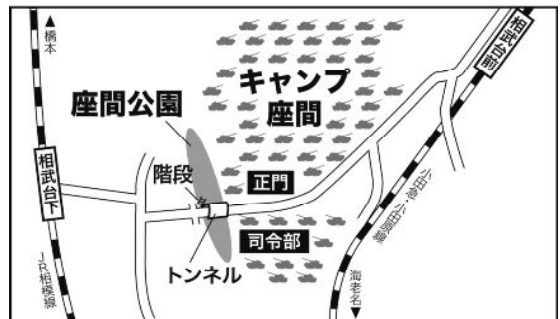 ▲橋本
相武台前
キャンプ
座間
座間公園
階段
正門
相武台下
司令部
小田急・小田原線
トンネル
JR相模線
海老名▼